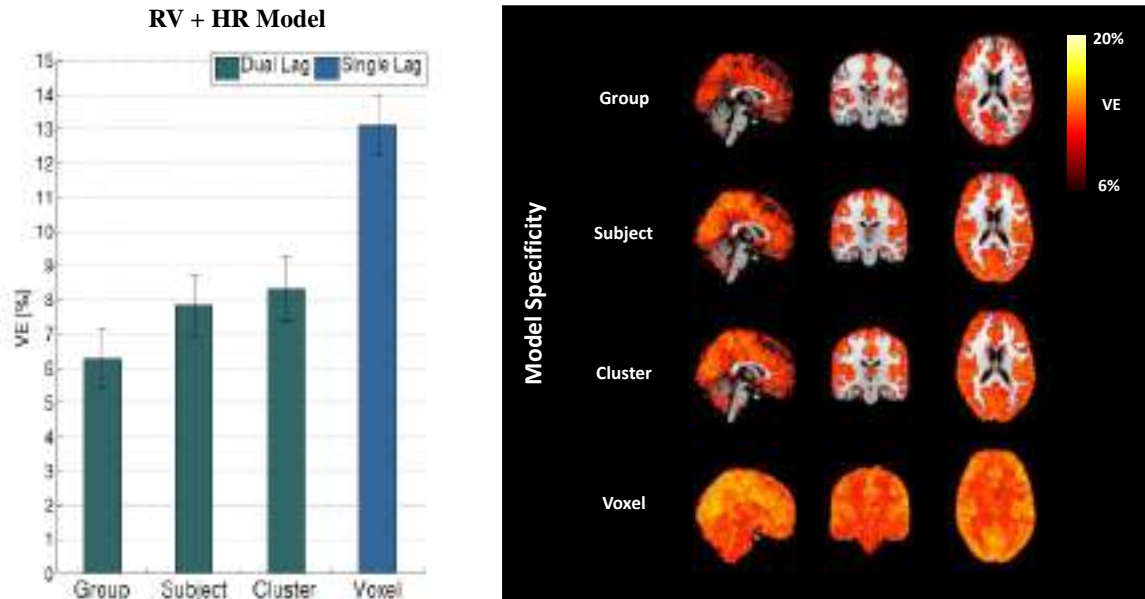 RV + HR Model
Dual Lag
Single Lag
VE [%]
15
14
13
12
11
10
9
8
7
6
5
4
3
2
1
0
Group
Subject
Cluster
Voxel
Model Specificity
Group
Subject
Cluster
Voxel
20%
VE
6%